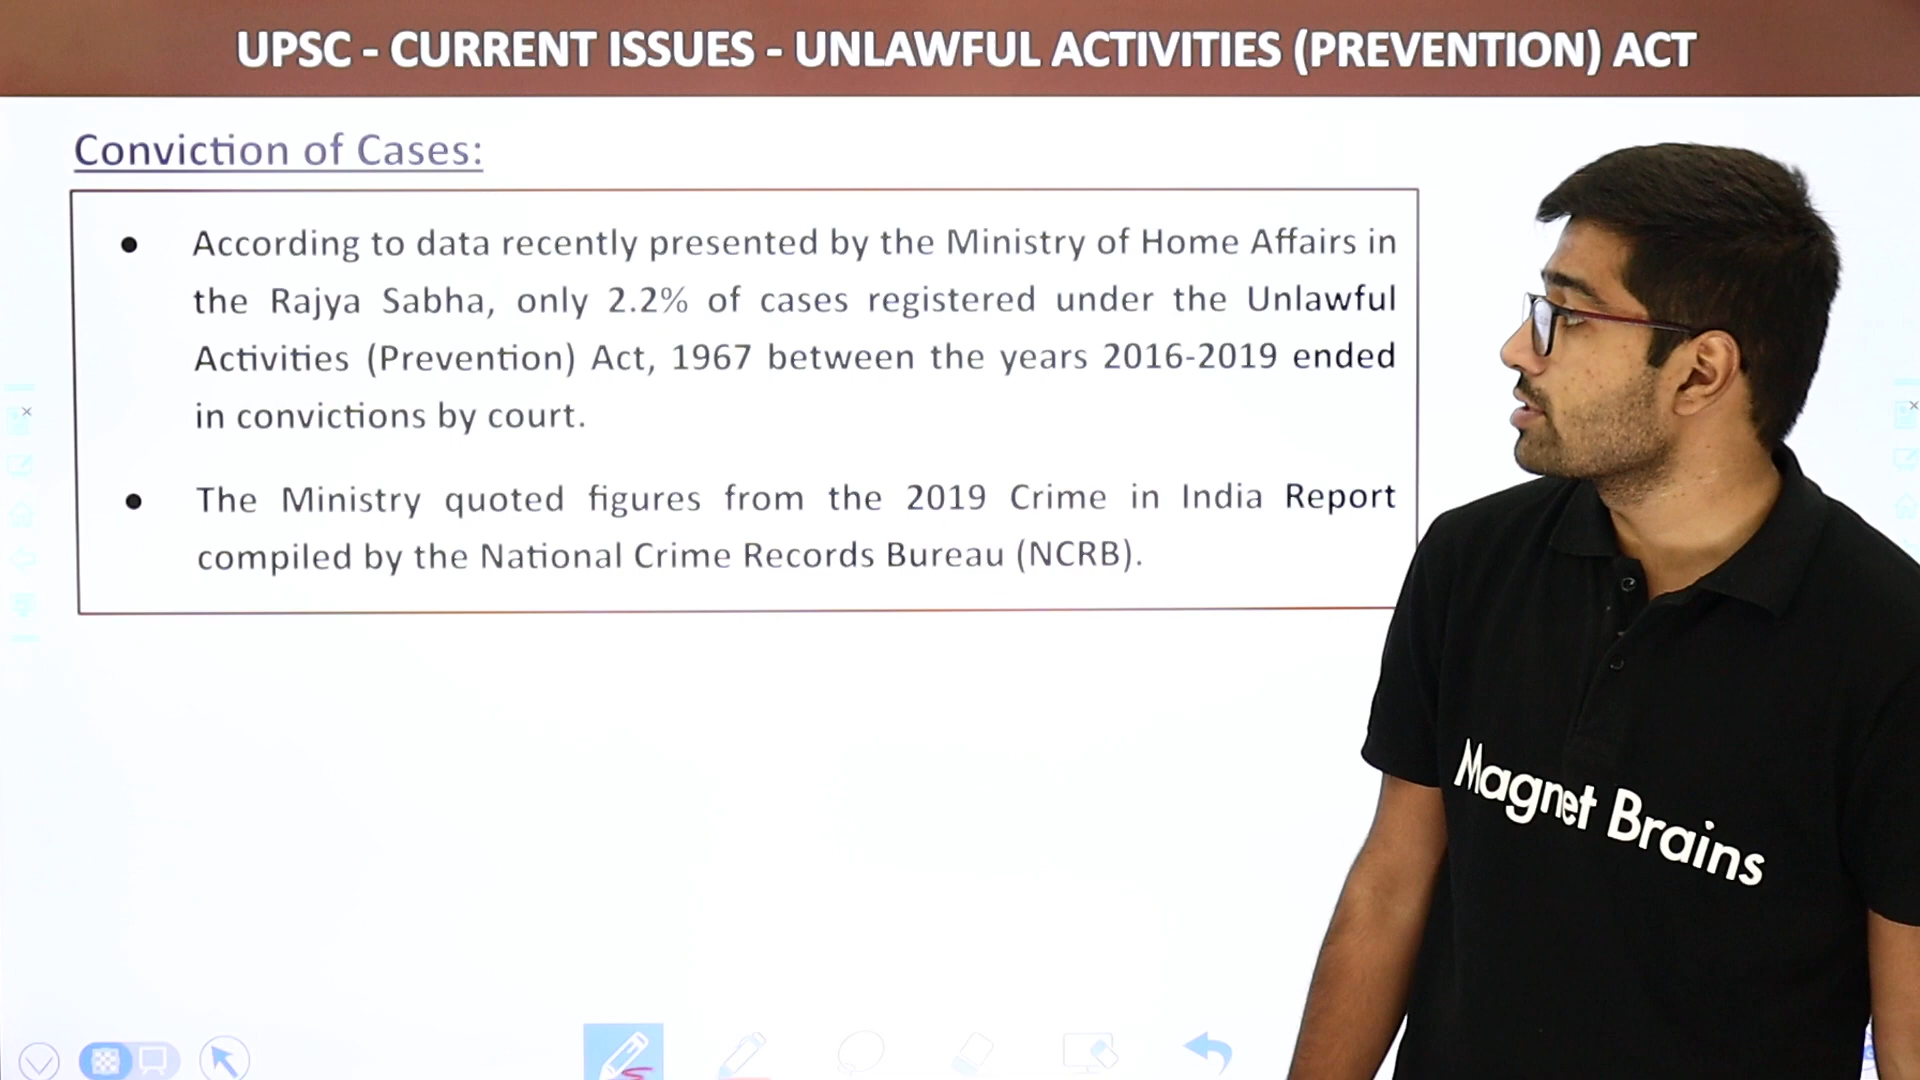 UPSC - CURRENT ISSUES - UNLAWFUL ACTIVITIES (PREVENTION) ACT
Conviction of Cases:
● According to data recently presented by the Ministry of Home Affairs in
the Rajya Sabha, only 2.2% of cases registered under the Unlawful
Activities (Prevention) Act, 1967 between the years 2016-2019 ended
in convictions by court.
● The Ministry quoted figures from the 2019 Crime in India Report
compiled by the National Crime Records Bureau (NCRB).
Magnet Brains